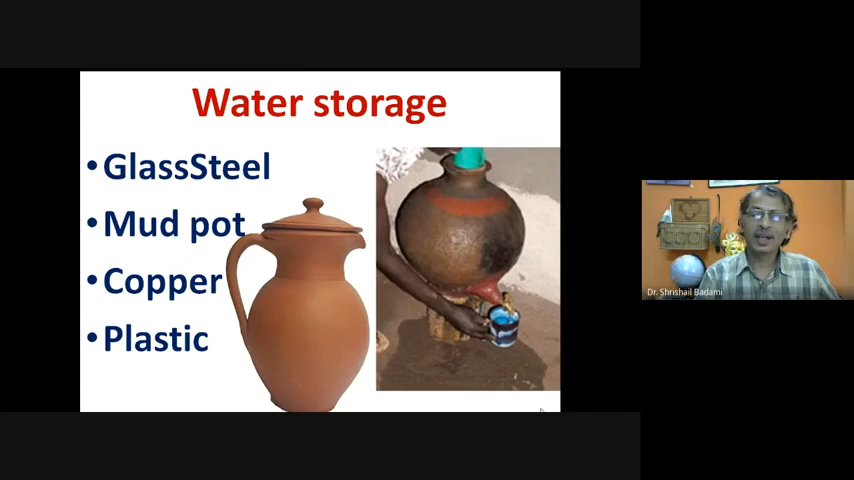 Water storage
•GlassSteel
•Mud pot
•Copper
•Plastic
Dr. Shrishail Badami